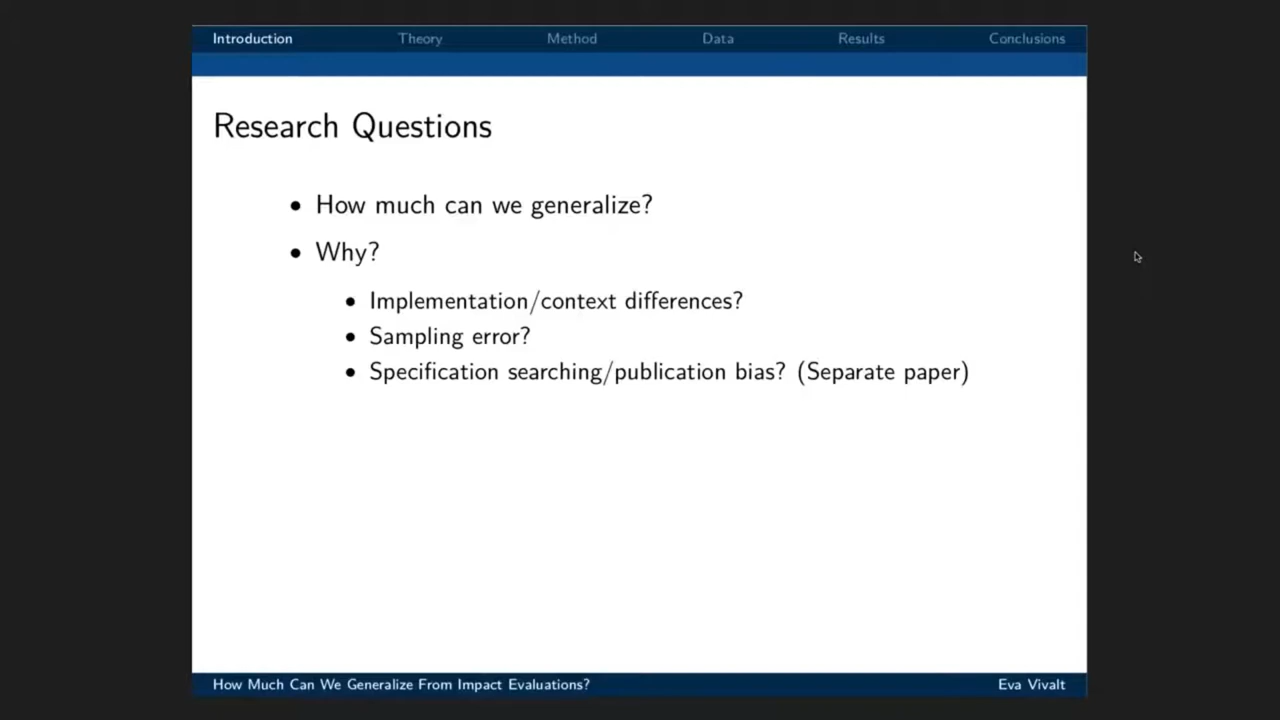 Introduction Theory Method Data Results Conclusions
Research Questions
• How much can we generalize?
• Why?
• Implementation/context differences?
• Sampling error?
• Specification searching/publication bias? (Separate paper)
How Much Can We Generalize From Impact Evaluations? Eva Vivalt